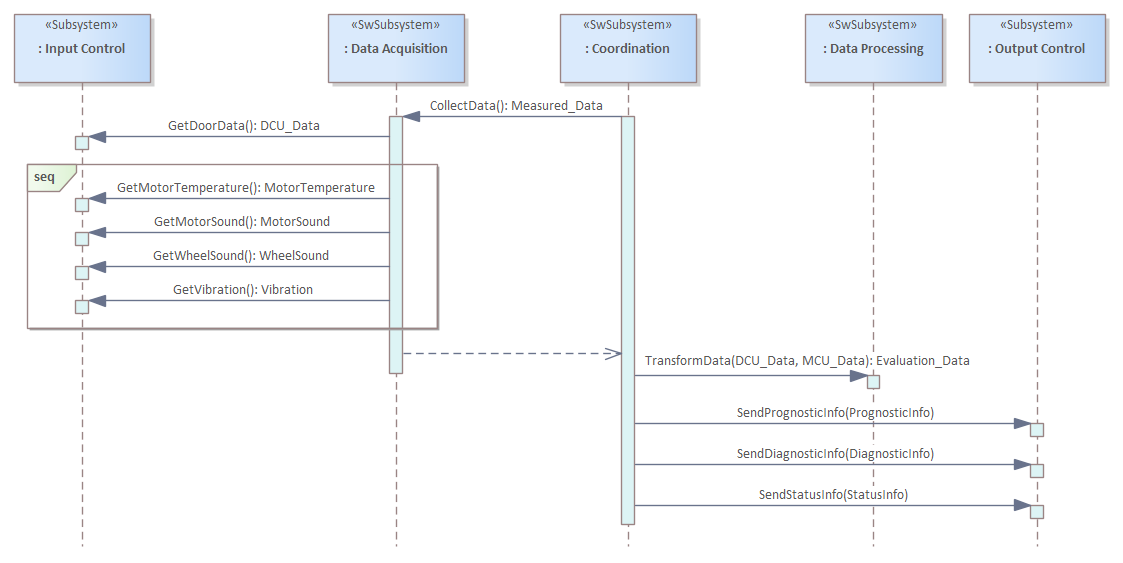 «Subsystem»
: Input Control
«SwSubsystem»
: Data Acquisition
«SwSubsystem»
: Coordination
«SwSubsystem»
: Data Processing
«Subsystem»
: Output Control
CollectData(): Measured_Data
GetDoorData(): DCU_Data
seq
GetMotorTemperature(): MotorTemperature
GetMotorSound(): MotorSound
GetWheelSound(): WheelSound
GetVibration(): Vibration
TransformData(DCU_Data, MCU_Data): Evaluation_Data
SendPrognosticInfo(PrognosticInfo)
SendDiagnosticInfo(DiagnosticInfo)
SendStatusInfo(StatusInfo)